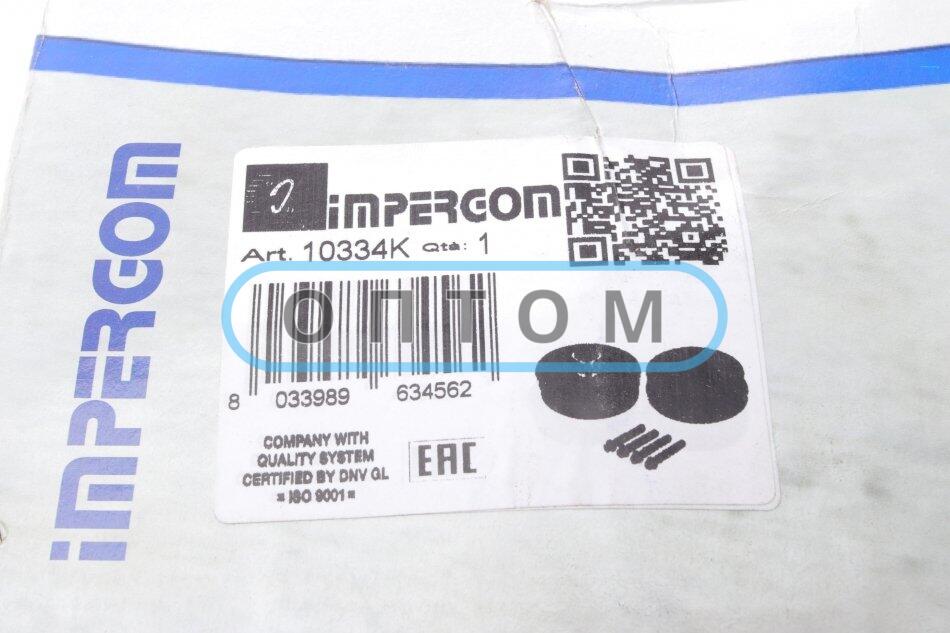 IMPERGOM
IMPERGOM
Art. 10334K Qtà: 1
ОПТОМ
8 033989 634562
COMPANY WITH
QUALITY SYSTEM
CERTIFIED BY DNV GL
= ISO 9001 =
EAC